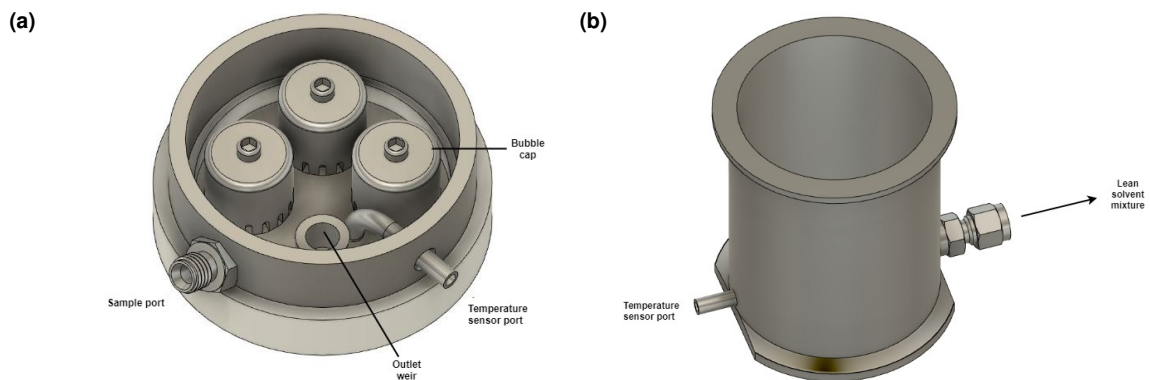 (a)
(b)
Bubble
cap
Sample port
Temperature
sensor port
Outlet
weir
Lean
solvent
mixture
Temperature
sensor port